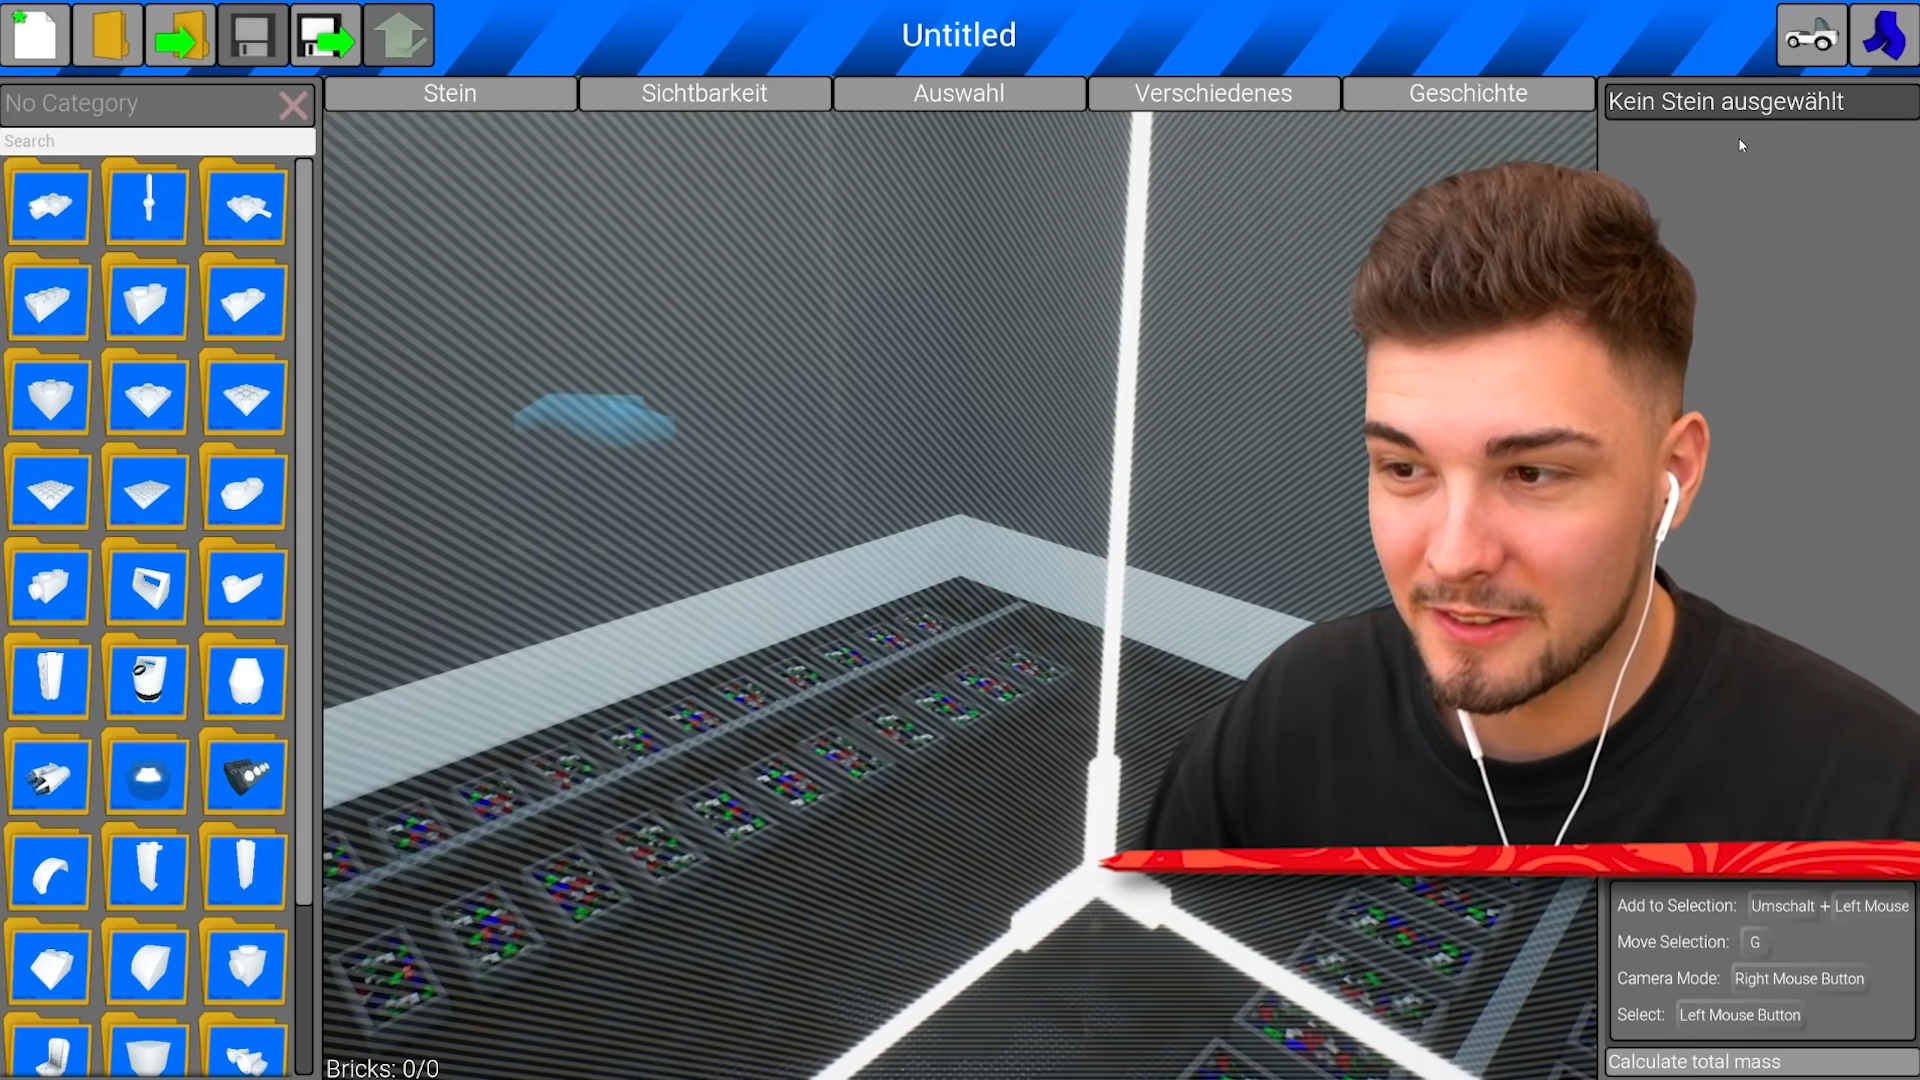 Untitled
No Category
Search
Stein
Sichtbarkeit
Auswahl
Verschiedenes
Geschichte
Kein Stein ausgewählt
Add to Selection: Umschalt + Left Mouse
Move Selection: G
Camera Mode: Right Mouse Button
Select: Left Mouse Button
Calculate total mass
Bricks: 0/0